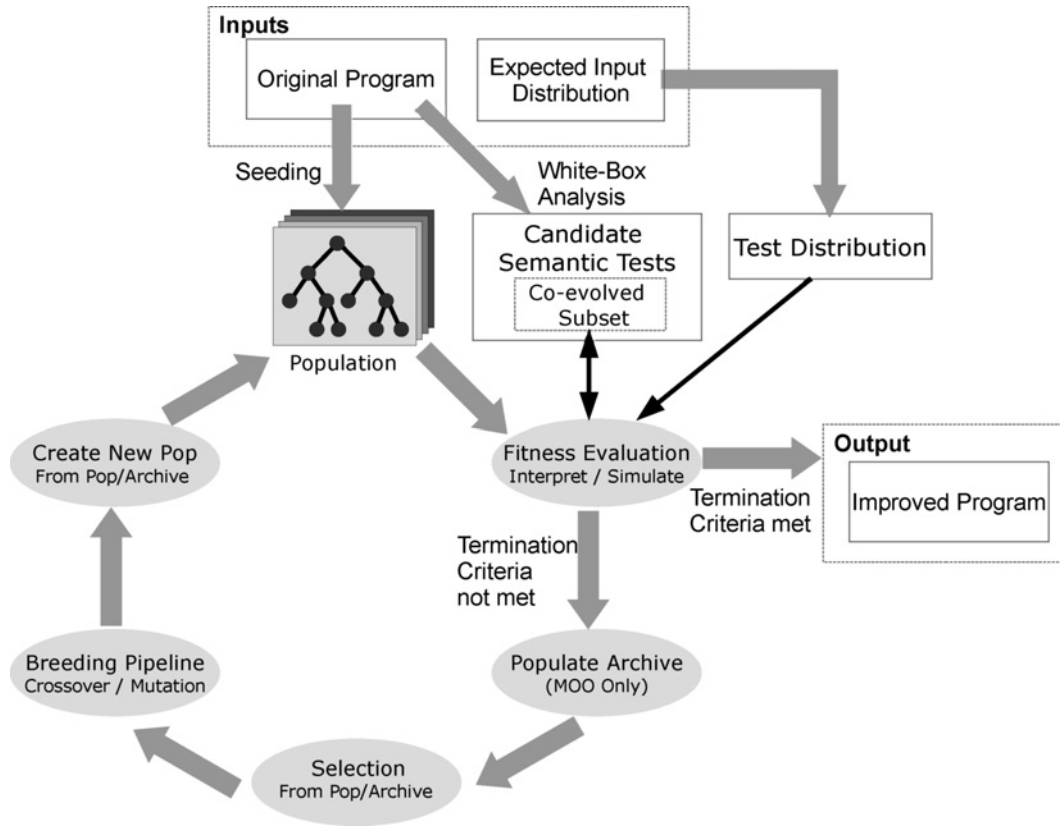 Inputs
Original Program
Expected Input
Distribution
Seeding
White-Box
Analysis
Candidate
Semantic Tests
Co-evolved
Subset
Test Distribution
Population
Create New Pop
From Pop/Archive
Fitness Evaluation
Interpret / Simulate
Output
Improved Program
Termination
Criteria met
Termination
Criteria
not met
Breeding Pipeline
Crossover / Mutation
Populate Archive
(MOO Only)
Selection
From Pop/Archive